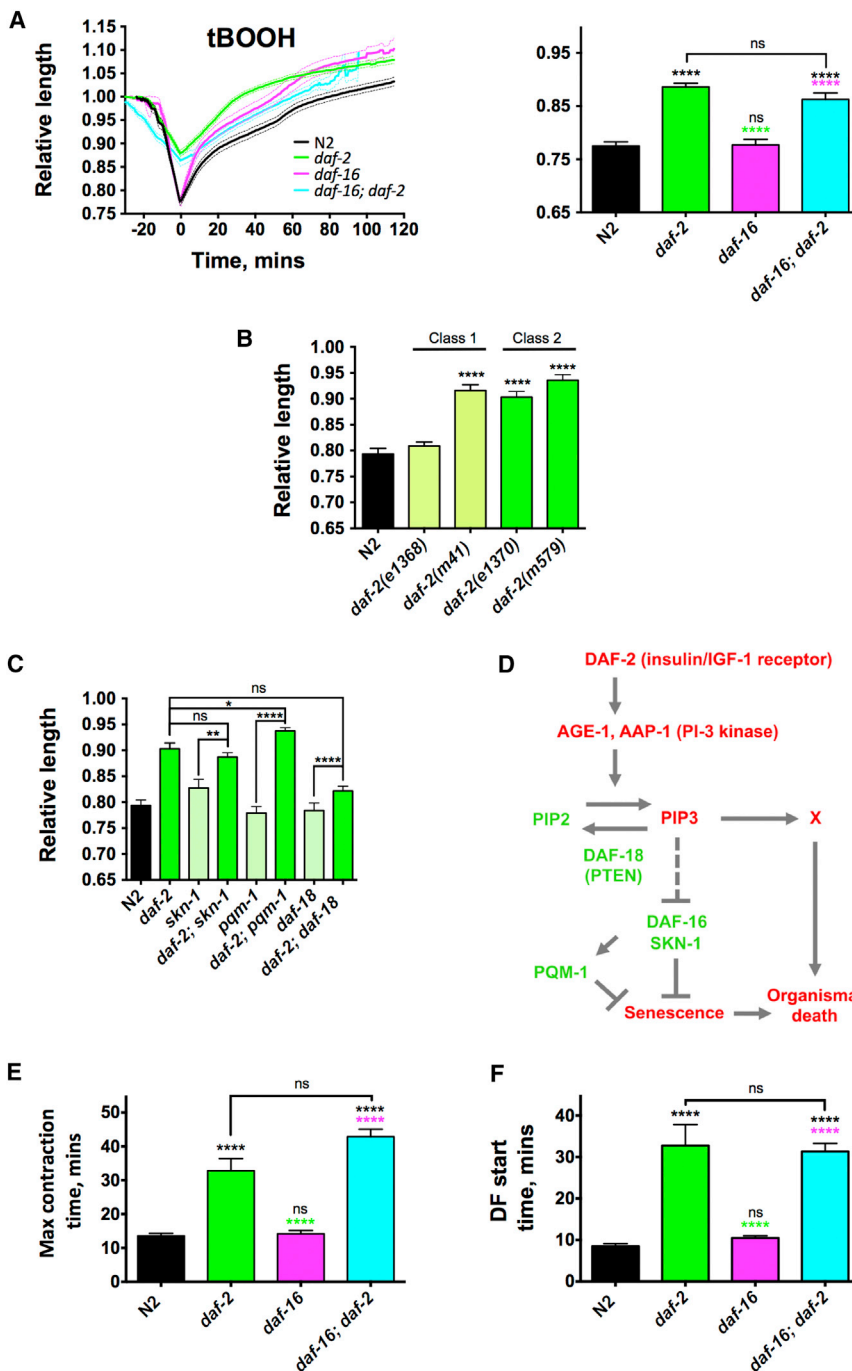 A
tBOOH
Relative length
1.15
1.10
1.05
1.00
0.95
0.90
0.85
0.80
0.75
N2
daf-2
daf-16
daf-16; daf-2
-20 0 20 40 60 80 100 120
Time, mins
ns
****
****
****
ns
****
0.95
0.85
0.75
0.65
N2
daf-2
daf-16
daf-16; daf-2
B
Class 1
Class 2
Relative length
1.00
0.95
0.90
0.85
0.80
0.75
0.70
0.65
****
****
****
N2
daf-2(e1368)
daf-2(m41)
daf-2(e1370)
daf-2(m579)
C
Relative length
1.00
0.95
0.90
0.85
0.80
0.75
0.70
0.65
ns
*
ns
****
**
****
N2
daf-2
skn-1
daf-2; skn-1
pqm-1
daf-2; pqm-1
daf-18
daf-2; daf-18
D
DAF-2 (insulin/IGF-1 receptor)
AGE-1, AAP-1 (PI-3 kinase)
PIP2
PIP3
X
DAF-18
(PTEN)
DAF-16
SKN-1
PQM-1
Senescence
Organisma
death
E
Max contraction
time, mins
50
40
30
20
10
0
ns
****
****
****
ns
****
N2
daf-2
daf-16
daf-16; daf-2
F
DF start
time, mins
40
30
20
10
0
ns
****
****
****
ns
****
N2
daf-2
daf-16
daf-16; daf-2